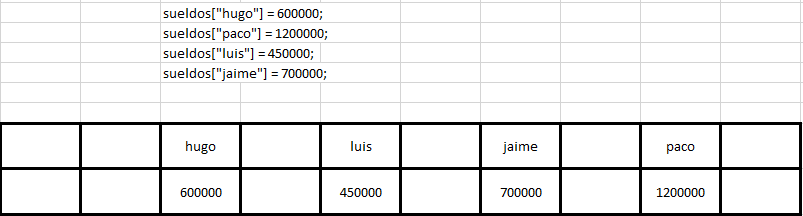 sueldos["hugo"] = 600000;
sueldos["paco"] = 1200000;
sueldos["luis"] = 450000;
sueldos["jaime"] = 700000;
hugo luis jaime paco
600000 450000 700000 1200000